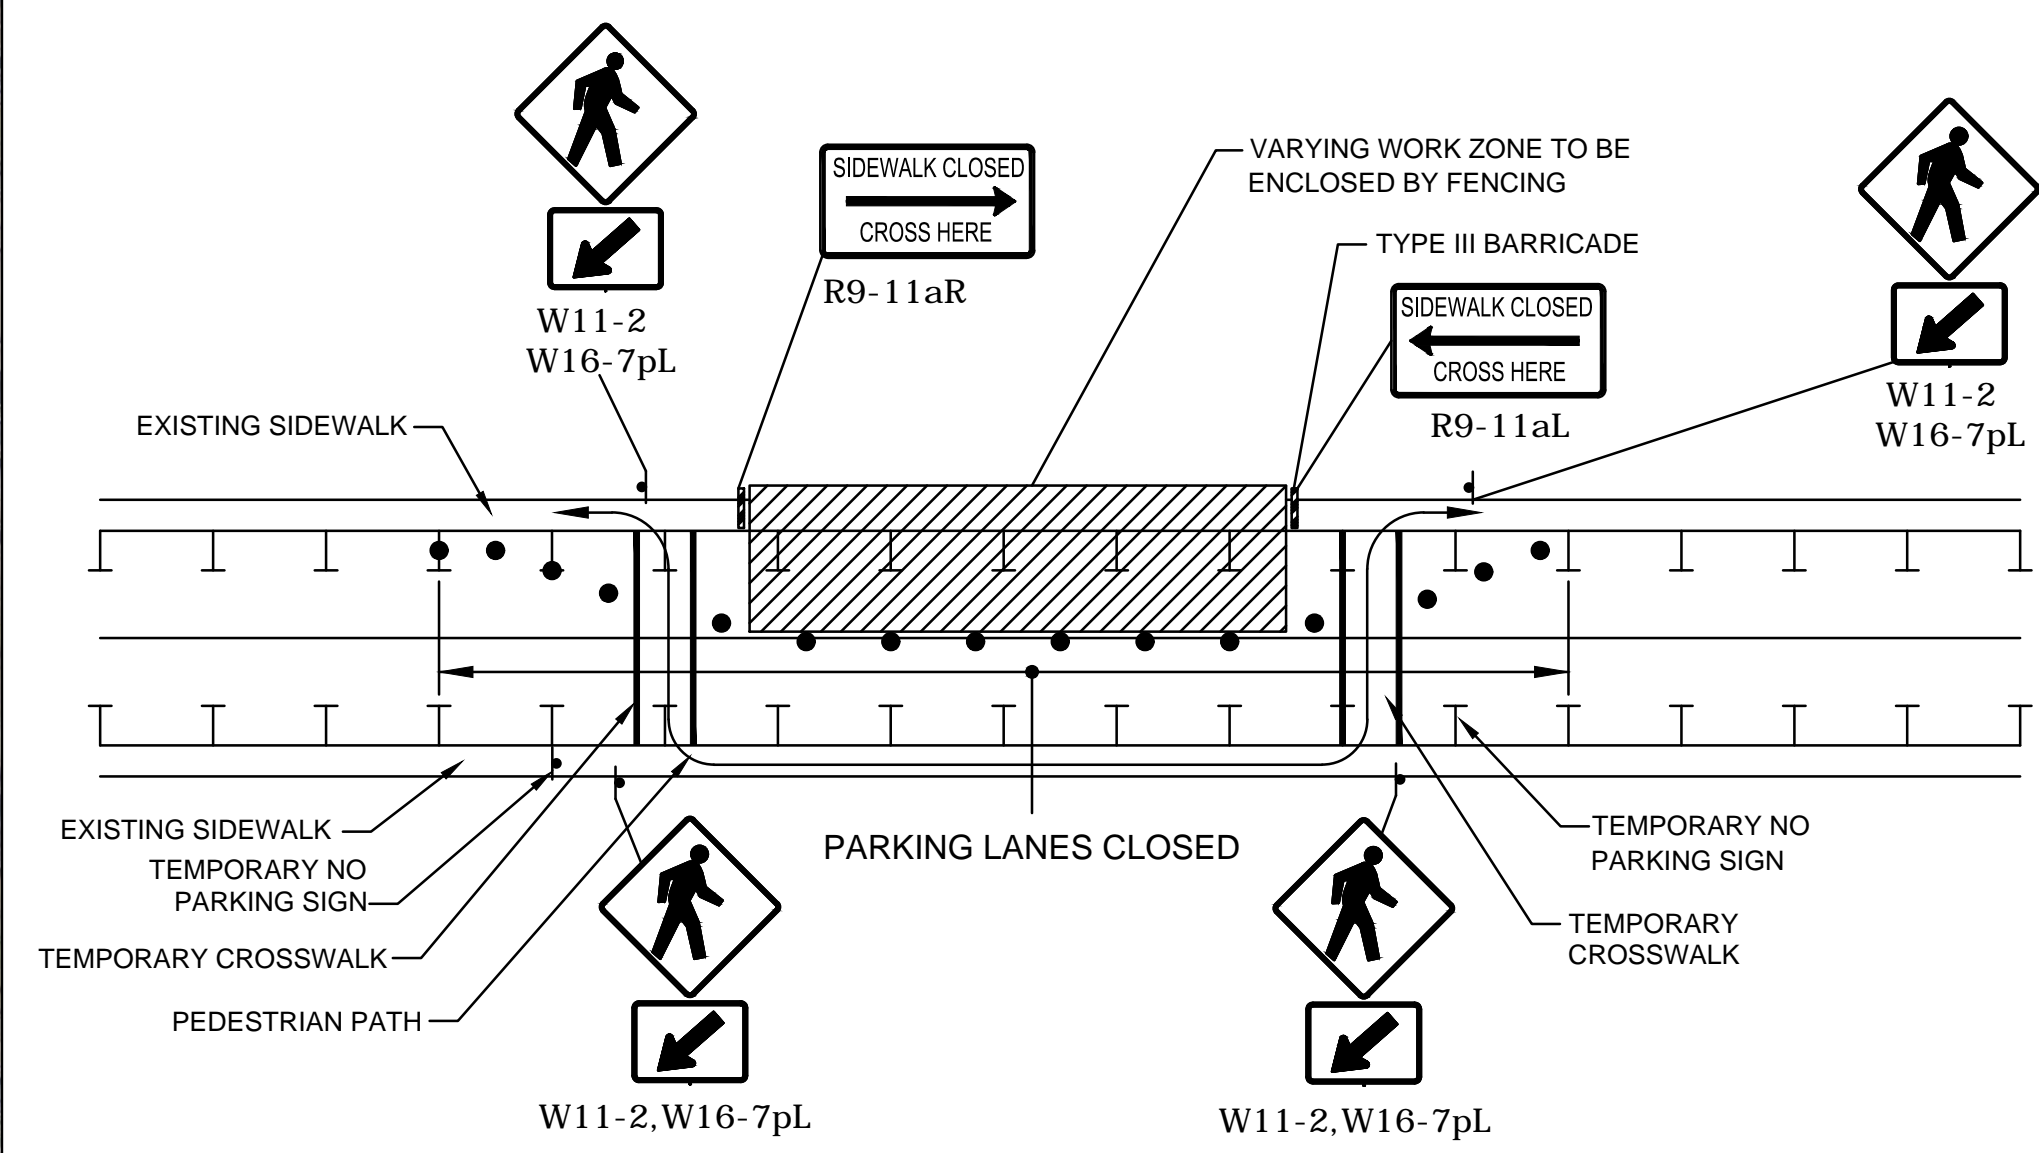 SIDEWALK CLOSED
CROSS HERE
R9-11aR
VARYING WORK ZONE TO BE
ENCLOSED BY FENCING
TYPE III BARRICADE
SIDEWALK CLOSED
CROSS HERE
R9-11aL
W11-2
W16-7pL
W11-2
W16-7pL
EXISTING SIDEWALK
EXISTING SIDEWALK
TEMPORARY NO
PARKING SIGN
TEMPORARY CROSSWALK
PEDESTRIAN PATH
PARKING LANES CLOSED
TEMPORARY NO
PARKING SIGN
TEMPORARY
CROSSWALK
W11-2,W16-7pL
W11-2,W16-7pL